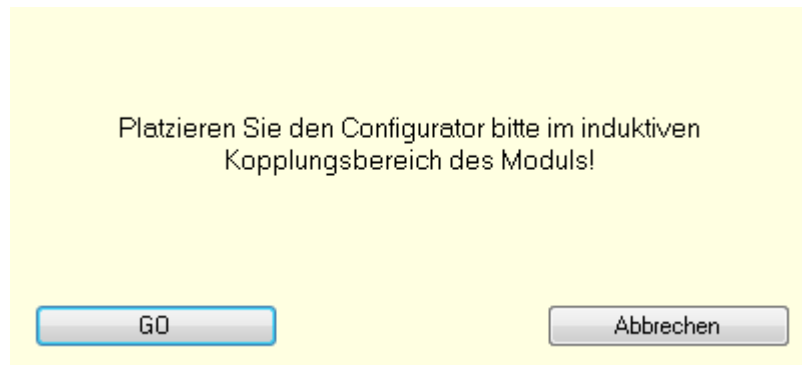 Platzieren Sie den Configurator bitte im induktiven
Kopplungsbereich des Moduls!
GO
Abbrechen